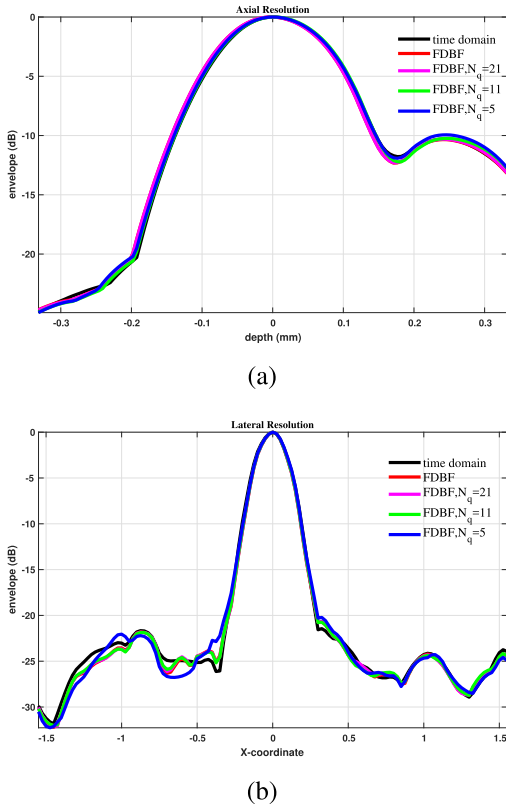 Axial Resolution
0
-5
-10
-15
-20
envelope (dB)
time domain
FDBF
FDBF,N_q=21
FDBF,N_q=11
FDBF,N_q=5
-0.3 -0.2 -0.1 0 0.1 0.2 0.3
depth (mm)
(a)
Lateral Resolution
0
-5
-10
-15
-20
-25
-30
envelope (dB)
time domain
FDBF
FDBF,N_q=21
FDBF,N_q=11
FDBF,N_q=5
-1.5 -1 -0.5 0 0.5 1 1.5
X-coordinate
(b)